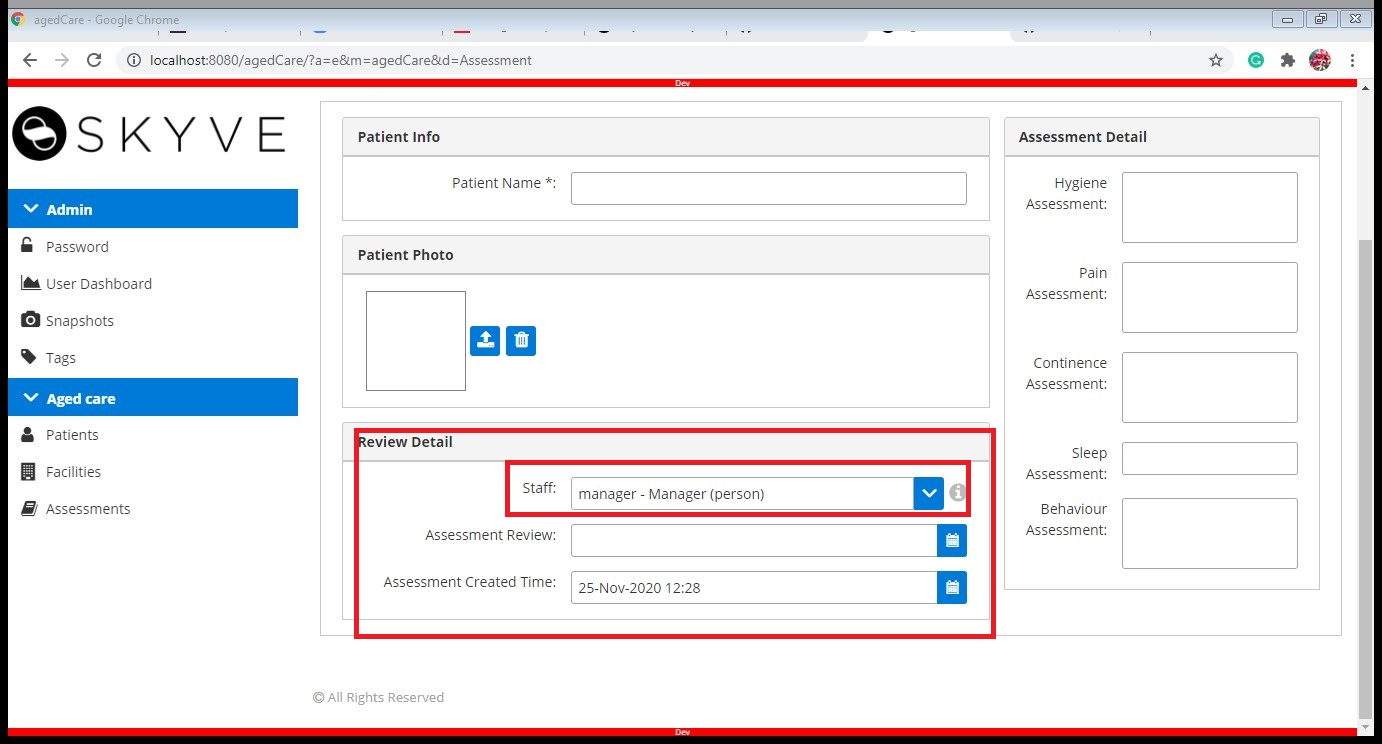 agedCare - Google Chrome
localhost:8080/agedCare/?a=e&m=agedCare&d=Assessment
Dev
SKYVE
Admin
Password
User Dashboard
Snapshots
Tags
Aged care
Patients
Facilities
Assessments
Patient Info
Patient Name *:
Patient Photo
Review Detail
Staff:
manager - Manager (person)
Assessment Review:
Assessment Created Time:
25-Nov-2020 12:28
Assessment Detail
Hygiene
Assessment:
Pain
Assessment:
Continence
Assessment:
Sleep
Assessment:
Behaviour
Assessment:
© All Rights Reserved
Dev